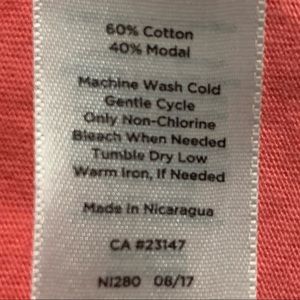 60% Cotton
40% Modal
Machine Wash Cold
Gentle Cycle
Only Non-Chlorine
Bleach When Needed
Tumble Dry Low
Warm Iron, If Needed
Made in Nicaragua
CA #23147
NI280 08/17